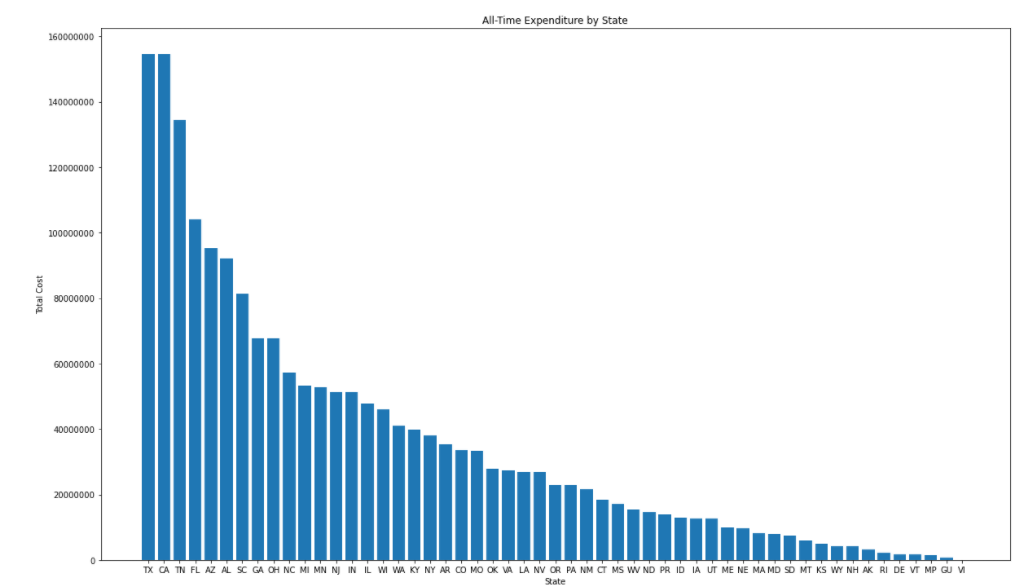 All-Time Expenditure by State
160000000
140000000
120000000
100000000
80000000
60000000
40000000
20000000
0
Total Cost
TX CA TN FL AZ AL SC GA OH NC MI MN NJ IN IL WI WA KY NY AR CO MO OK VA LA NV OR PA NM CT MS WV ND PR ID IA UT ME NE MA MD SD MT KS WY NH AK RI DE VT MP GU VI
State